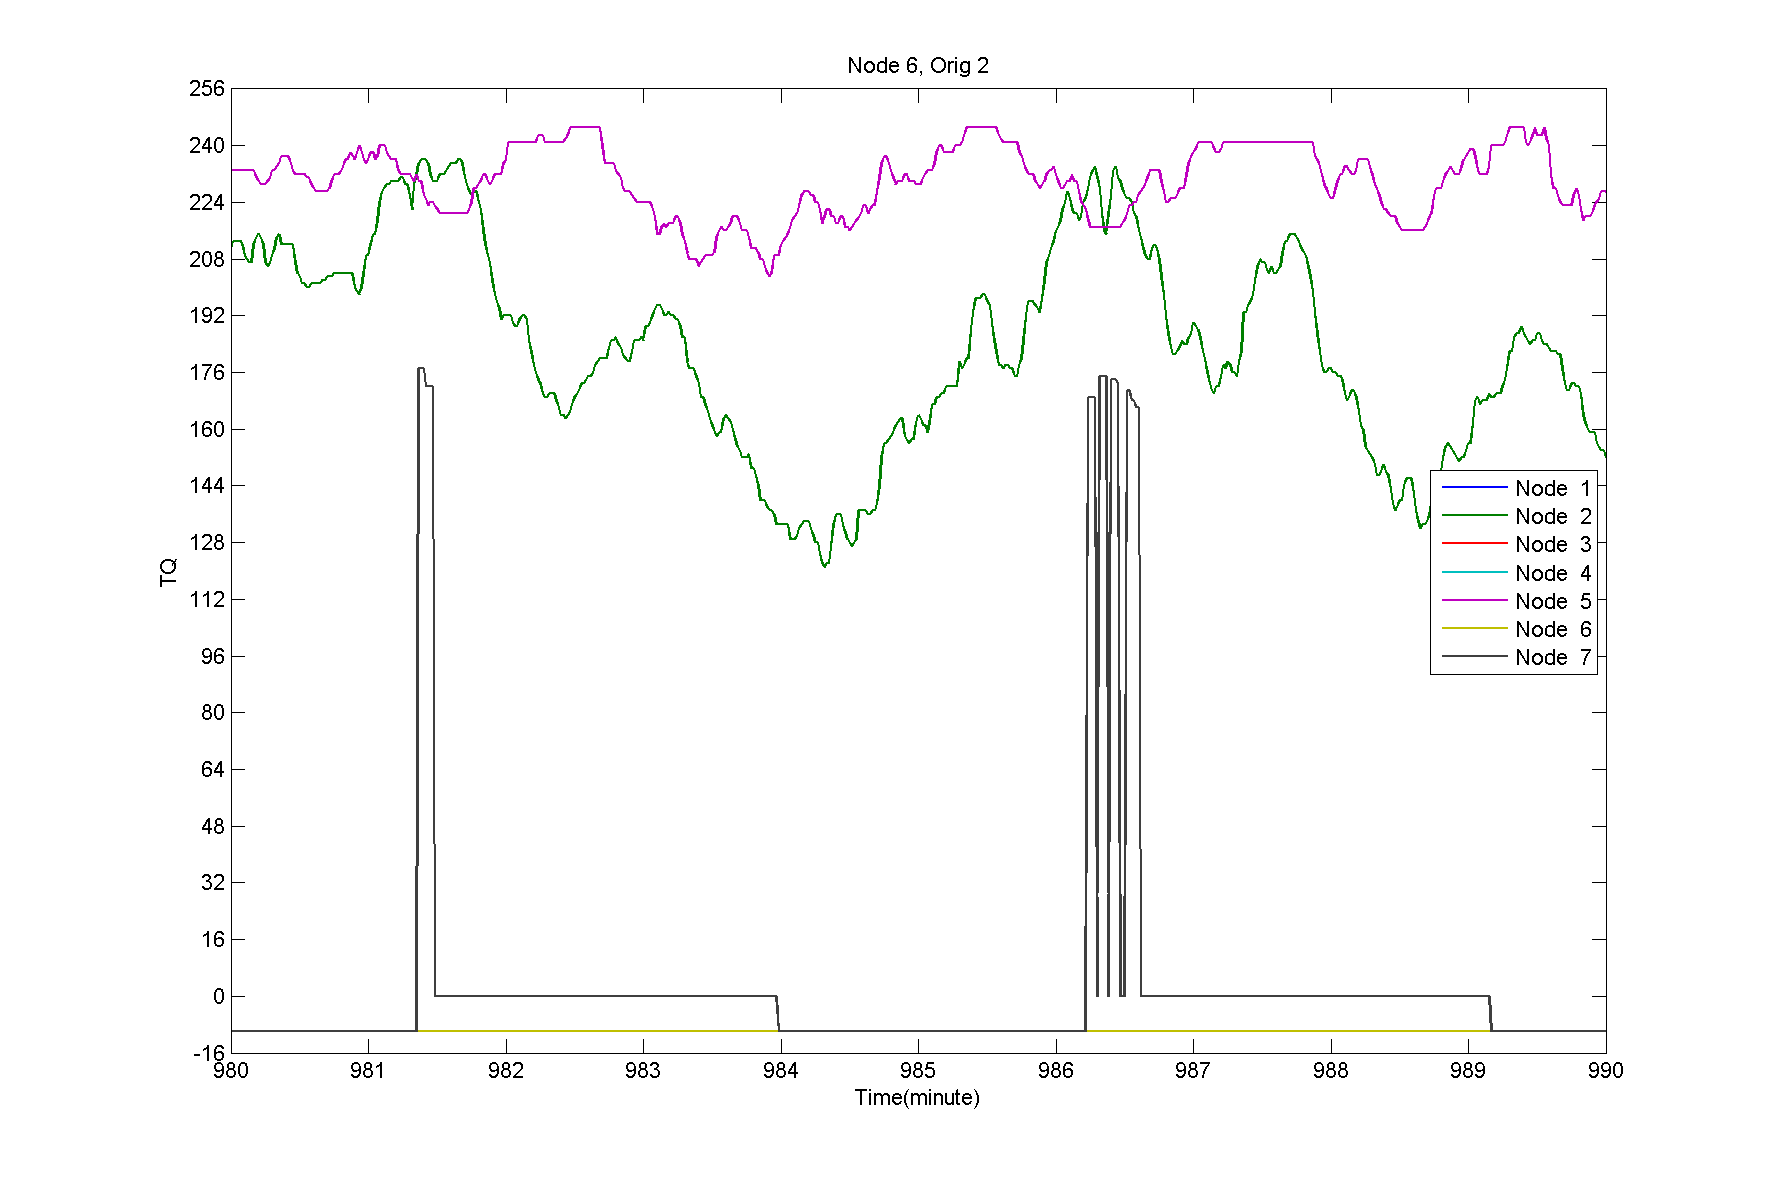 Node 6, Orig 2
256
240
224
208
192
176
160
144
128
112
96
80
64
48
32
16
0
-16
TQ
Node 1
Node 2
Node 3
Node 4
Node 5
Node 6
Node 7
980 981 982 983 984 985 986 987 988 989 990
Time(minute)